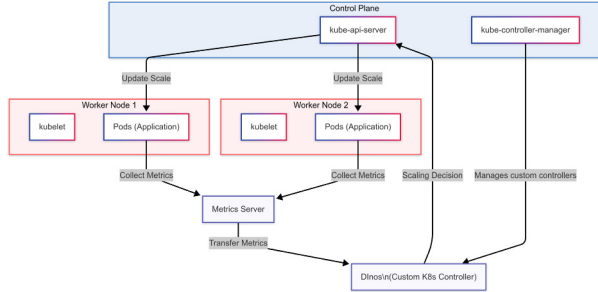 Control Plane
kube-api-server
kube-controller-manager
Update Scale
Update Scale
Worker Node 1
Worker Node 2
kubelet
Pods (Application)
kubelet
Pods (Application)
Collect Metrics
Collect Metrics
Scaling Decision
Manages custom controllers
Metrics Server
Transfer Metrics
DInos\n(Custom K8s Controller)